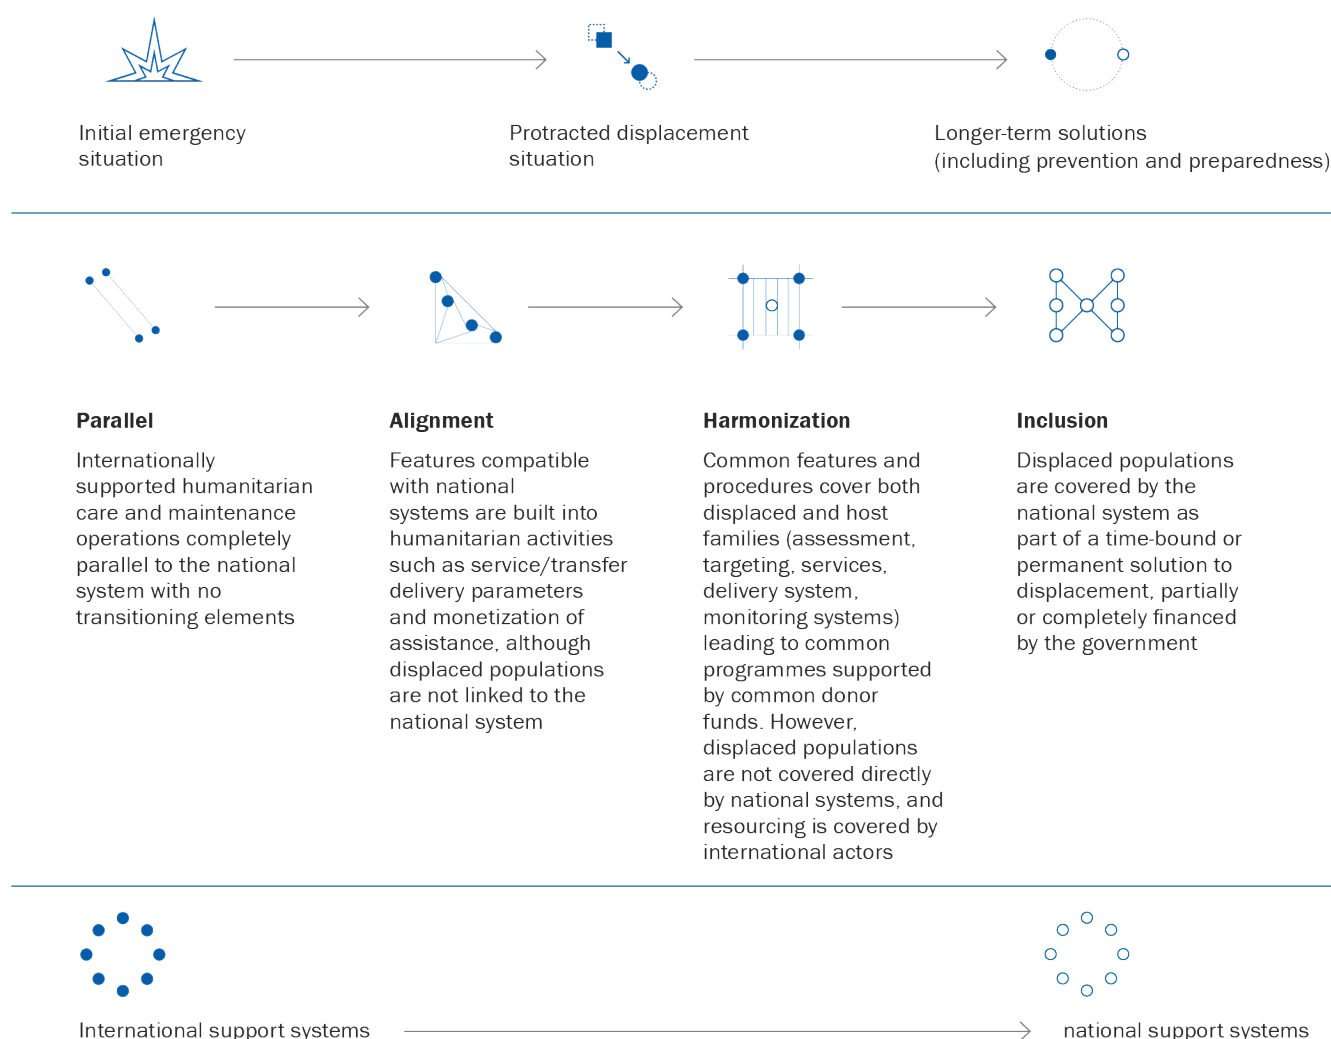 Initial emergency
situation
Protracted displacement
situation
Longer-term solutions
(including prevention and preparedness)
Parallel
Internationally
supported humanitarian
care and maintenance
operations completely
parallel to the national
system with no
transitioning elements
Alignment
Features compatible
with national
systems are built into
humanitarian activities
such as service/transfer
delivery parameters
and monetization of
assistance, although
displaced populations
are not linked to the
national system
Harmonization
Common features and
procedures cover both
displaced and host
families (assessment,
targeting, services,
delivery system,
monitoring systems)
leading to common
programmes supported
by common donor
funds. However,
displaced populations
are not covered directly
by national systems, and
resourcing is covered by
international actors
Inclusion
Displaced populations
are covered by the
national system as
part of a time-bound or
permanent solution to
displacement, partially
or completely financed
by the government
International support systems
national support systems